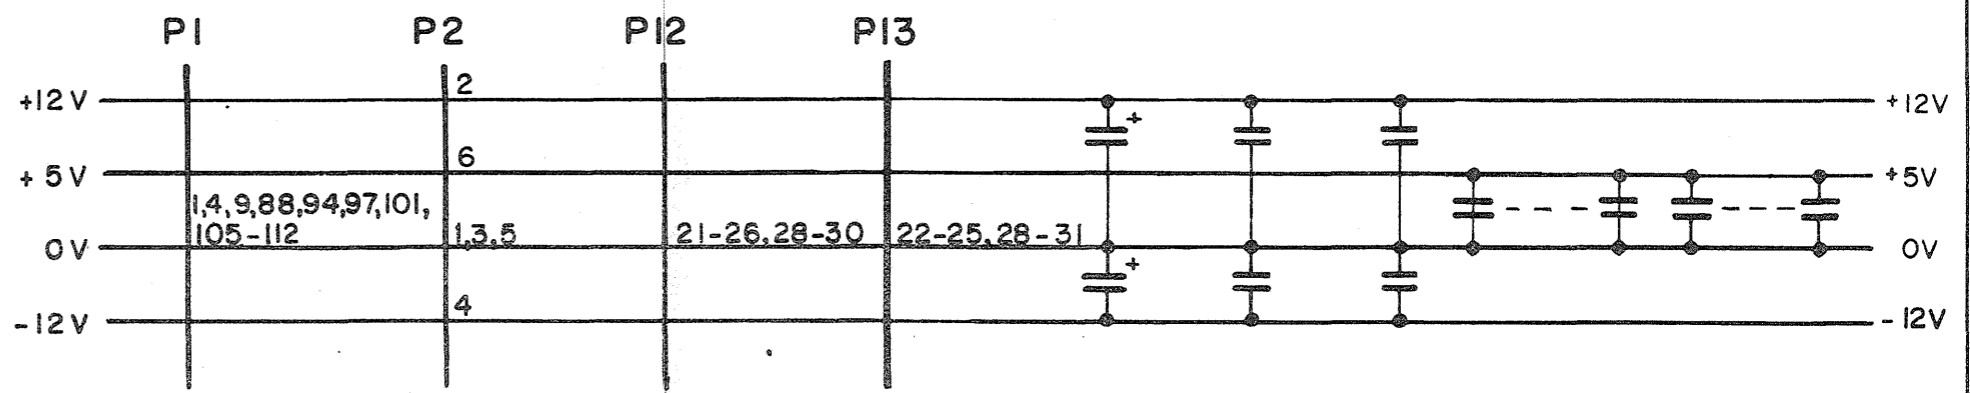 P1 P2 P12 P13
+12V 2 + +12V
+5V 6 +5V
1,4,9,88,94,97,101,
105-112 1,3,5 21-26,28-30 22-25,28-31
0V + 0V
-12V 4 -12V